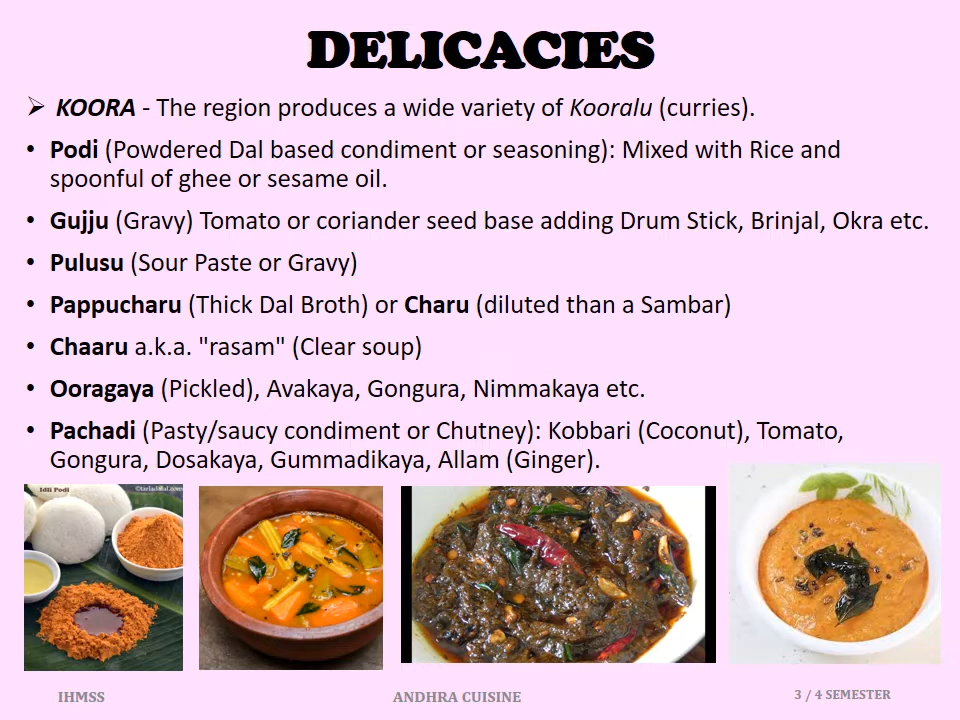 DELICACIES
➢ KOORA - The region produces a wide variety of Kooralu (curries).
• Podi (Powdered Dal based condiment or seasoning): Mixed with Rice and
spoonful of ghee or sesame oil.
• Gujju (Gravy) Tomato or coriander seed base adding Drum Stick, Brinjal, Okra etc.
• Pulusu (Sour Paste or Gravy)
• Pappucharu (Thick Dal Broth) or Charu (diluted than a Sambar)
• Chaaru a.k.a. "rasam" (Clear soup)
• Ooragaya (Pickled), Avakaya, Gongura, Nimmakaya etc.
• Pachadi (Pasty/saucy condiment or Chutney): Kobbari (Coconut), Tomato,
Gongura, Dosakaya, Gummadikaya, Allam (Ginger).
Idli Podi
©tarladalal.com
IHMSS
ANDHRA CUISINE
3 / 4 SEMESTER